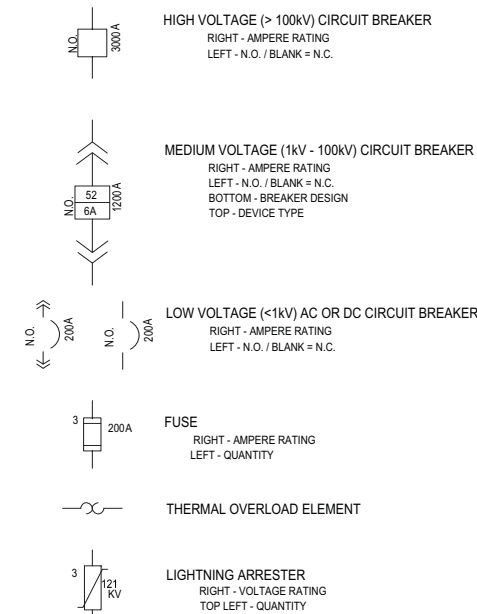 N.O.
3000 A
HIGH VOLTAGE (> 100kV) CIRCUIT BREAKER
RIGHT - AMPERE RATING
LEFT - N.O. / BLANK = N.C.
N.O.
52
6A
1200 A
MEDIUM VOLTAGE (1kV - 100kV) CIRCUIT BREAKER
RIGHT - AMPERE RATING
LEFT - N.O. / BLANK = N.C.
BOTTOM - BREAKER DESIGN
TOP - DEVICE TYPE
N.O.
200A
N.O.
200A
LOW VOLTAGE (<1kV) AC OR DC CIRCUIT BREAKER
RIGHT - AMPERE RATING
LEFT - N.O. / BLANK = N.C.
3
200A
FUSE
RIGHT - AMPERE RATING
LEFT - QUANTITY
THERMAL OVERLOAD ELEMENT
3
121
KV
LIGHTNING ARRESTER
RIGHT - VOLTAGE RATING
TOP LEFT - QUANTITY